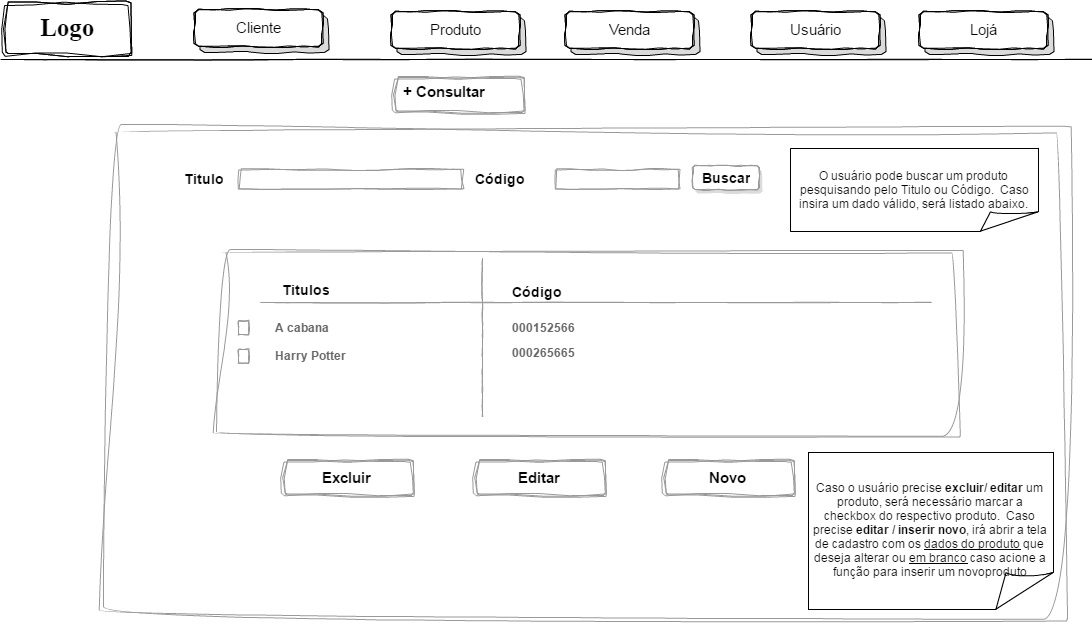 Logo
Cliente
Produto
Venda
Usuário
Lojá
+ Consultar
Titulo
Código
Buscar
O usuário pode buscar um produto
pesquisando pelo Titulo ou Código. Caso
insira um dado válido, será listado abaixo.
Titulos
Código
A cabana
000152566
Harry Potter
000265665
Excluir
Editar
Novo
Caso o usuário precise excluir/ editar um
produto, será necessário marcar a
checkbox do respectivo produto. Caso
precise editar / inserir novo, irá abrir a tela
de cadastro com os dados do produto que
deseja alterar ou em branco caso acione a
função para inserir um novoproduto